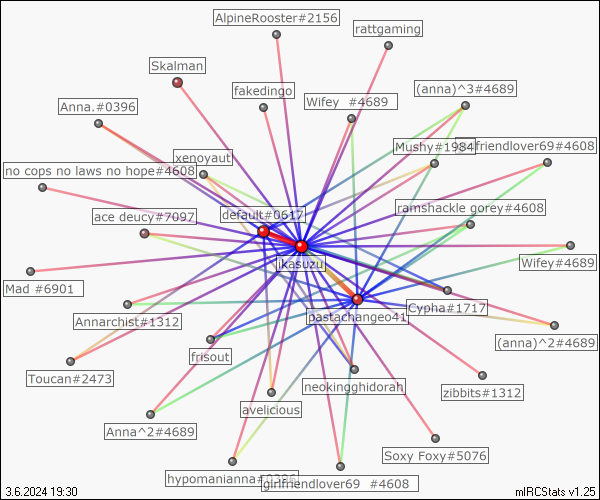 AlpineRooster#2156
rattgaming
Skalman
fakedingo
(anna)^3#4689
Anna.#0396
Wifey #4689
Mushy#1984
friendlover69#4608
xenoyaut
no cops no laws no hope#4608
ace deucy#7097
default#0617
ramshackle gorey#4608
ikasuzu
Wifey#4689
Mad #6901
Cypha#1717
Annarchist#1312
pastachangeo41
(anna)^2#4689
frisout
Toucan#2473
neokingghidorah
zibbits#1312
avelicious
Anna^2#4689
Soxy Foxy#5076
hypomanianna#0396
girlfriendlover69 #4608
3.6.2024 19:30
mIRCStats v1.25